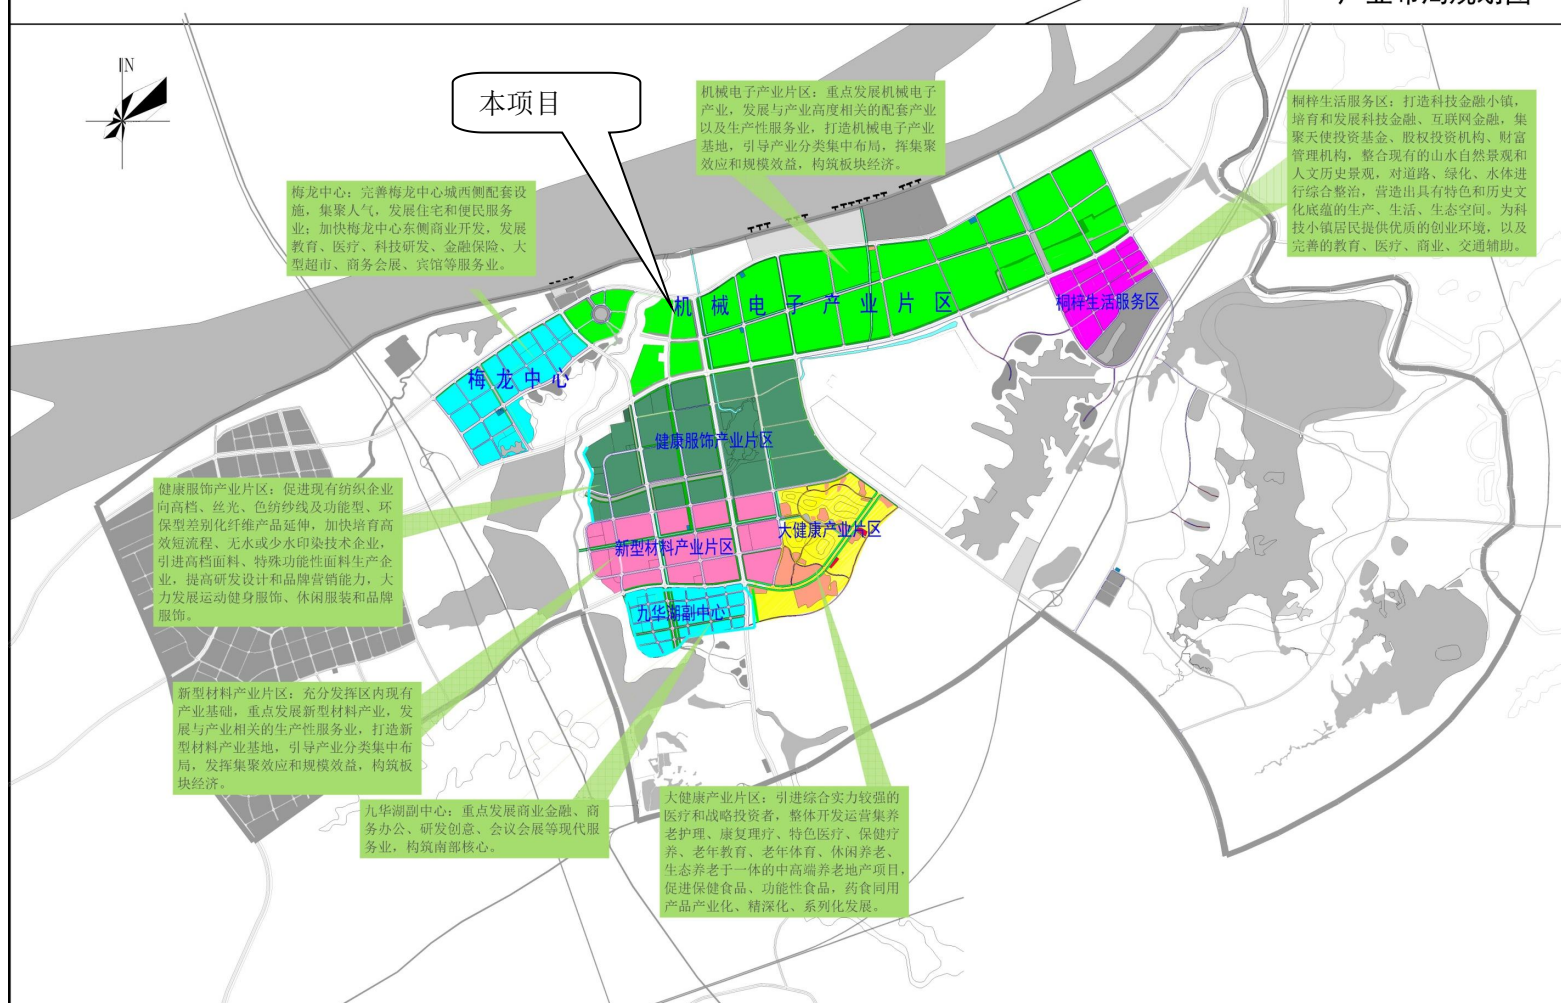 产业布局规划图
N
本项目
机械电子产业片区：重点发展机械电子
产业，发展与产业高度相关的配套产业
以及生产性服务业，打造机械电子产业
基地，引导产业分类集中布局，挥集聚
效应和规模效益，构筑板块经济。
桐梓生活服务区：打造科技金融小镇，
培育和发展科技金融、互联网金融，集
聚天使投资基金、股权投资机构、财富
管理机构，整合现有的山水自然景观和
人文历史景观，对道路、绿化、水体进
行综合整治，营造出具有特色和历史文
化底蕴的生产、生活、生态空间。为科
技小镇居民提供优质的创业环境，以及
完善的教育、医疗、商业、交通辅助。
梅龙中心：完善梅龙中心城西侧配套设
施，集聚人气，发展住宅和便民服务
业；加快梅龙中心东侧商业开发，发展
教育、医疗、科技研发、金融保险、大
型超市、商务会展、宾馆等服务业。
机械电子产业片区
桐梓生活服务区
梅龙中心
健康服饰产业片区
健康服饰产业片区：促进现有纺织企业
向高档、丝光、色纺纱线及功能型、环
保型差别化纤维产品延伸，加快培育高
效短流程、无水或少水印染技术企业，
引进高档面料、特殊功能性面料生产企
业，提高研发设计和品牌营销能力，大
力发展运动健身服饰、休闲服装和品牌
服饰。
大健康产业片区
新型材料产业片区
九华湖副中心
新型材料产业片区：充分发挥区内现有
产业基础，重点发展新型材料产业，发
展与产业相关的生产性服务业，打造新
型材料产业基地，引导产业分类集中布
局，发挥集聚效应和规模效益，构筑板
块经济。
九华湖副中心：重点发展商业金融、商
务办公、研发创意、会议会展等现代服
务业，构筑南部核心。
大健康产业片区：引进综合实力较强的
医疗和战略投资者，整体开发运营集养
老护理、康复理疗、特色医疗、保健疗
养、老年教育、老年体育、休闲养老、
生态养老于一体的中高端养老地产项目，
促进保健食品、功能性食品，药食同用
产品产业化、精深化、系列化发展。